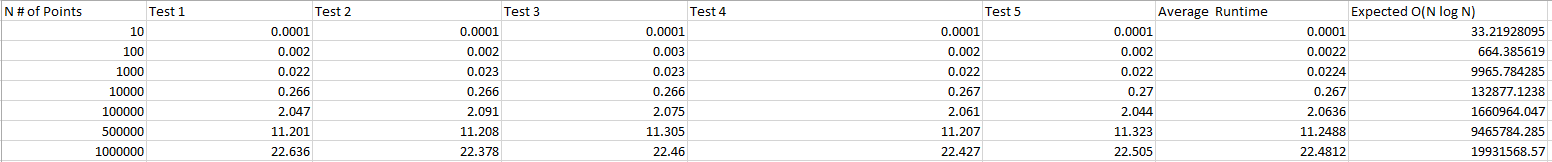 N # of Points Test 1 Test 2 Test 3 Test 4 Test 5 Average Runtime Expected O(N log N)
10 0.0001 0.0001 0.0001 0.0001 0.0001 0.0001 33.21928095
100 0.002 0.002 0.003 0.002 0.002 0.0022 664.385619
1000 0.022 0.023 0.023 0.022 0.022 0.0224 9965.784285
10000 0.266 0.266 0.266 0.267 0.27 0.267 132877.1238
100000 2.047 2.091 2.075 2.061 2.044 2.0636 1660964.047
500000 11.201 11.208 11.305 11.207 11.323 11.2488 9465784.285
1000000 22.636 22.378 22.46 22.427 22.505 22.4812 19931568.57